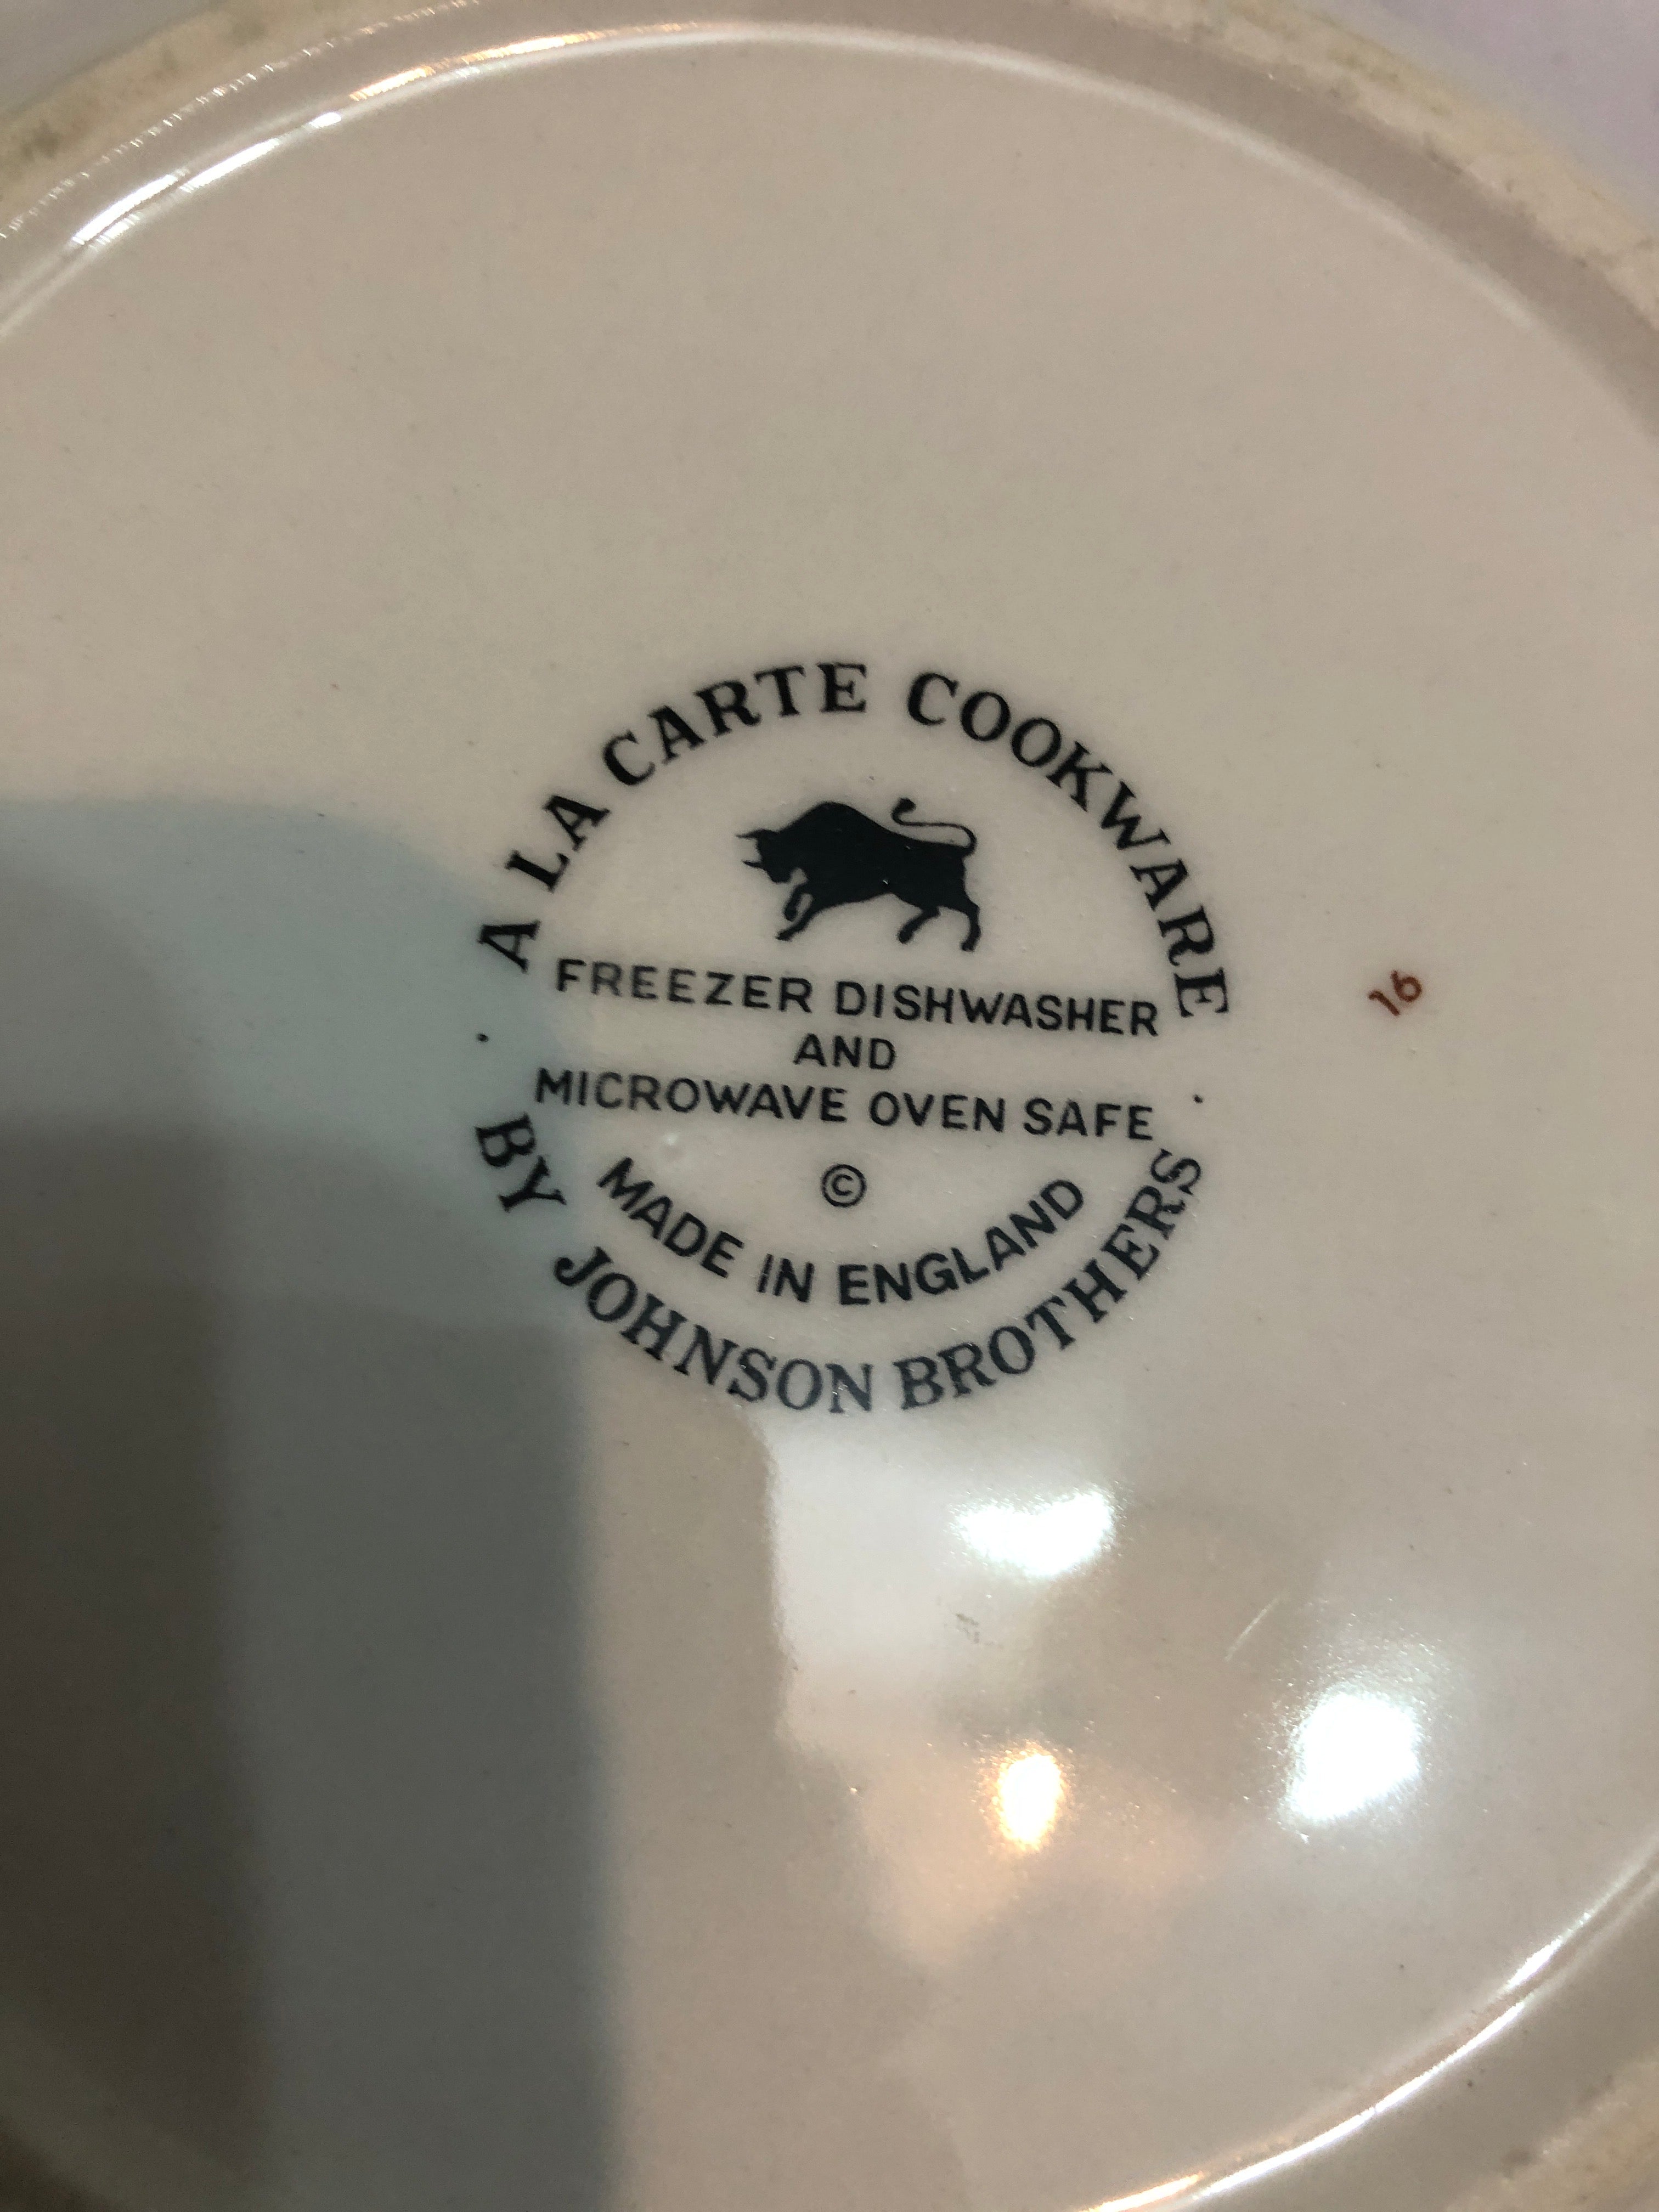 A LA CARTE COOKWARE
FREEZER DISHWASHER
AND
MICROWAVE OVEN SAFE
©
MADE IN ENGLAND
· BY JOHNSON BROTHERS ·
16